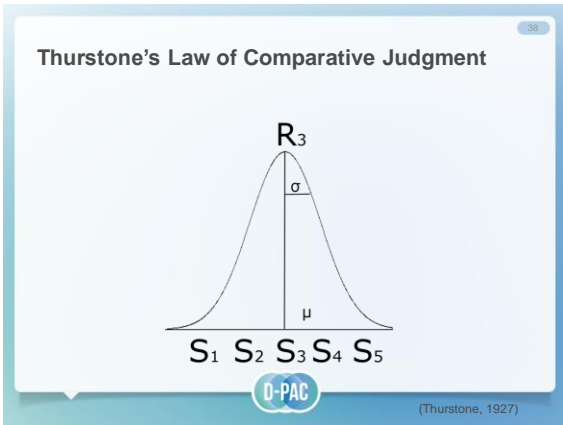 38
Thurstone's Law of Comparative Judgment
R₃
σ
μ
S₁ S₂ S₃ S₄ S₅
D-PAC
(Thurstone, 1927)